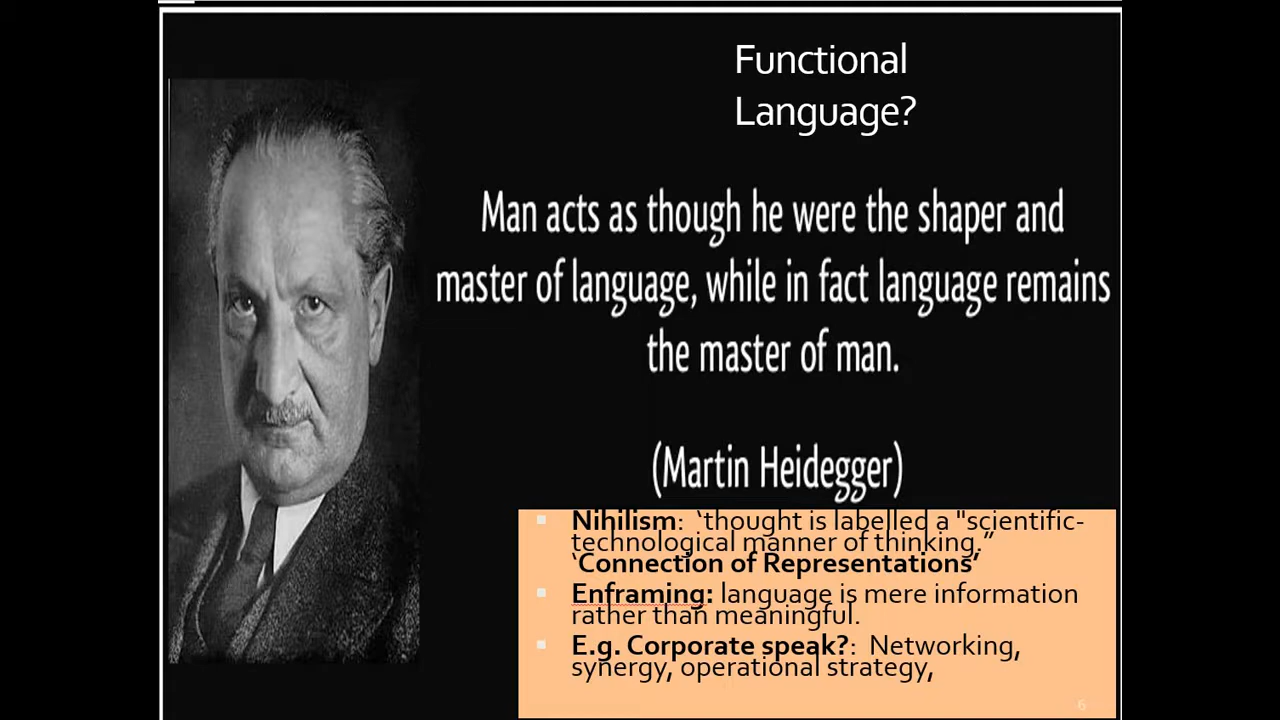 Functional
Language?
Man acts as though he were the shaper and
master of language, while in fact language remains
the master of man.
(Martin Heidegger)
Nihilism: ‘thought is labelled a "scientific-
technological manner of thinking.”
‘Connection of Representations’
Enframing: language is mere information
rather than meaningful.
E.g. Corporate speak?: Networking,
synergy, operational strategy,
6